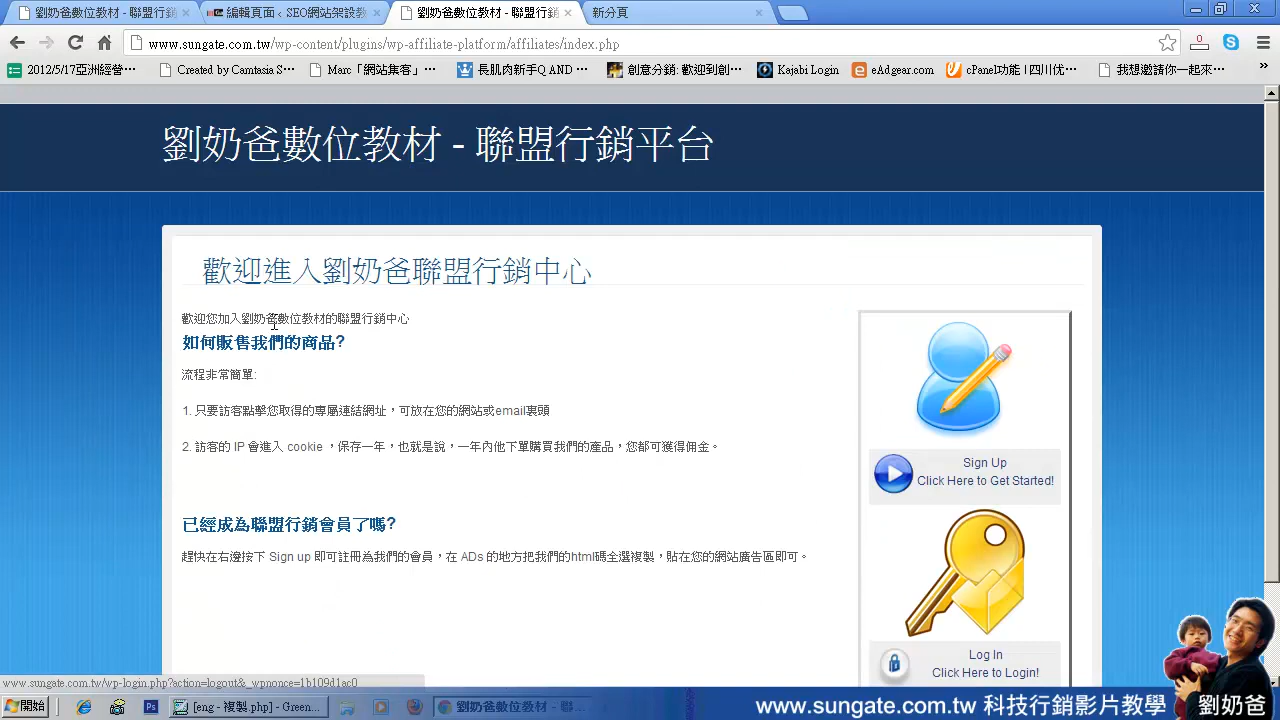 劉奶爸數位教材 - 聯盟行銷
編輯頁面 ‹ SEO網站架設教
劉奶爸數位教材 - 聯盟行銷
新分頁
www.sungate.com.tw/wp-content/plugins/wp-affiliate-platform/affiliates/index.php
2012/5/17亞洲經營…
Created by Camtasia S…
Marc「網站集客」…
長肌肉新手Q AND …
創意分銷: 歡迎到創…
Kajabi Login
eAdgear.com
cPanel功能 | 四川优…
我想邀請你一起來…
劉奶爸數位教材 - 聯盟行銷平台
歡迎進入劉奶爸聯盟行銷中心
歡迎您加入劉奶爸數位教材的聯盟行銷中心
如何販售我們的商品?
流程非常簡單:
1. 只要訪客點擊您取得的專屬連結網址，可放在您的網站或email裏頭
2. 訪客的 IP 會進入 cookie ，保存一年，也就是說，一年內他下單購買我們的產品，您都可獲得佣金。
已經成為聯盟行銷會員了嗎?
趕快在右邊按下 Sign up 即可註冊為我們的會員，在 ADs 的地方把我們的html碼全選複製，貼在您的網站廣告區即可。
Sign Up
Click Here to Get Started!
Log In
Click Here to Login!
開始
[eng - 複製.php] - Green…
劉奶爸數位教材 - 聯…
www.sungate.com.tw 科技行銷影片教學
劉奶爸